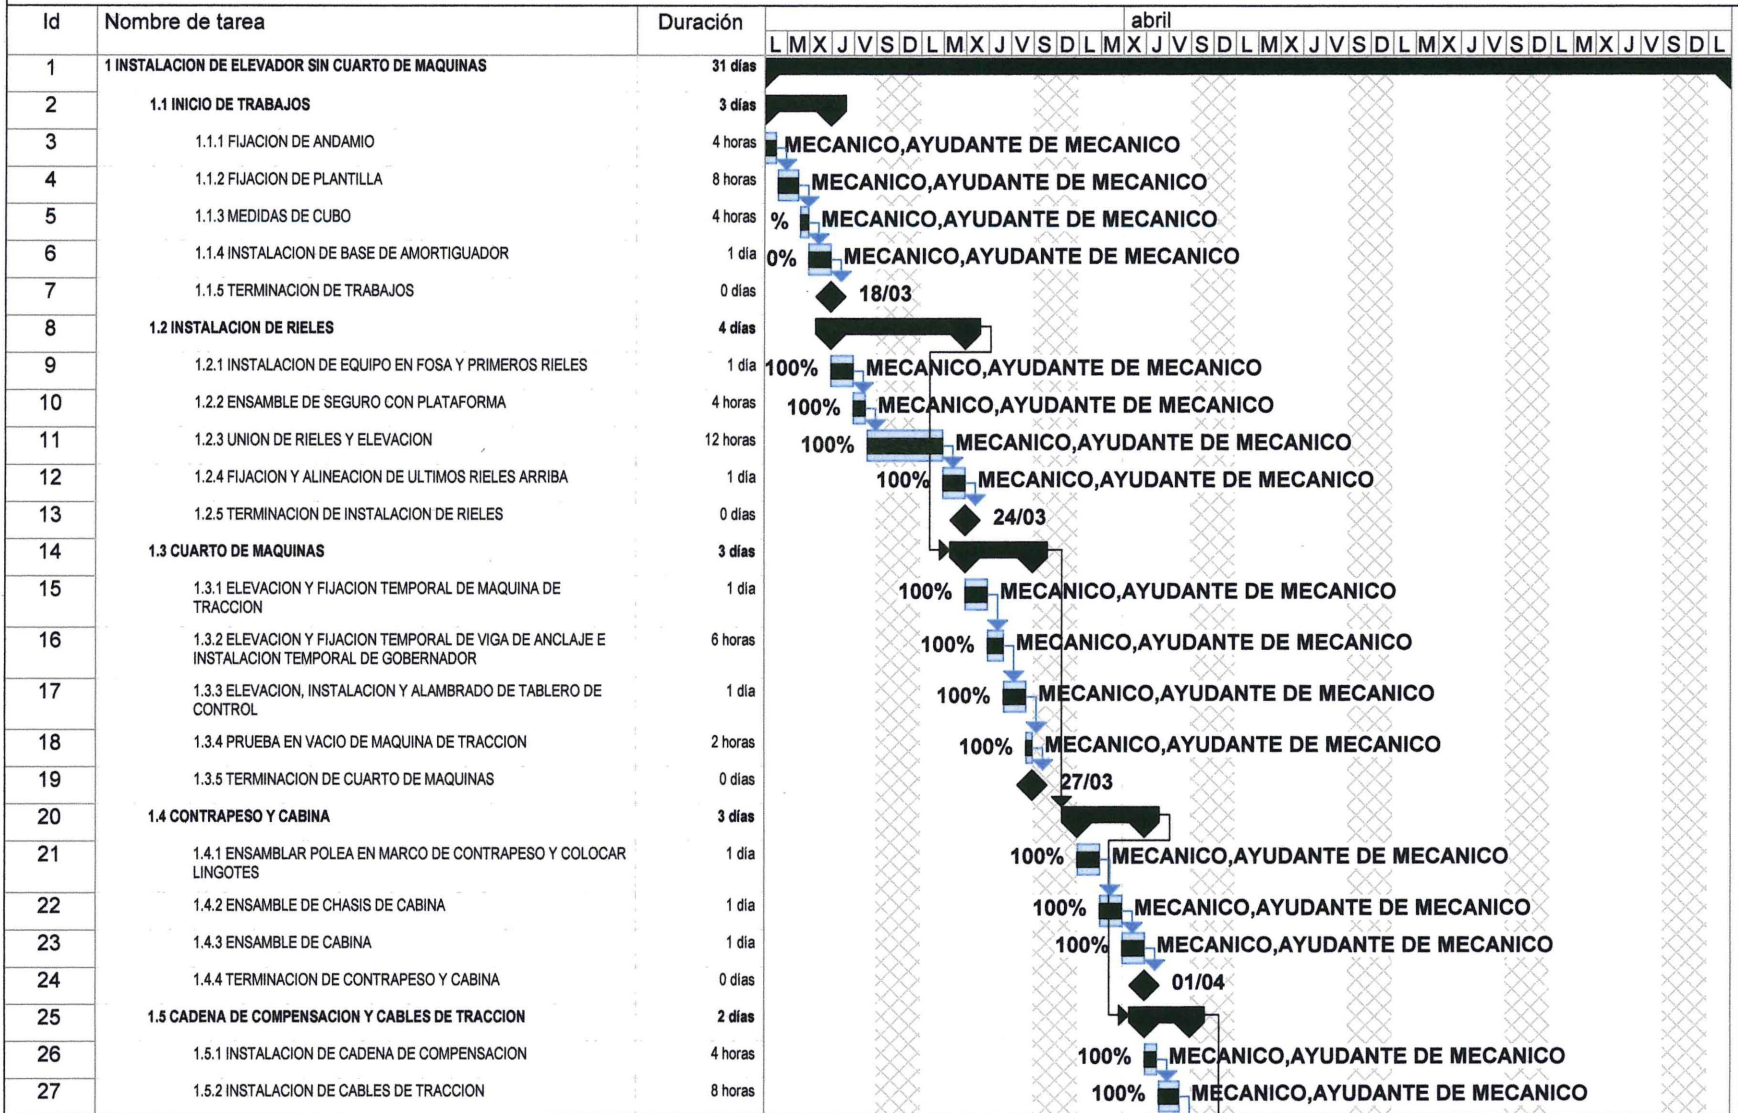 Id Nombre de tarea Duración abril
L M X J V S D L M X J V S D L M X J V S D L M X J V S D L M X J V S D L M X J V S D L
1 1 INSTALACION DE ELEVADOR SIN CUARTO DE MAQUINAS 31 días
2 1.1 INICIO DE TRABAJOS 3 días
3 1.1.1 FIJACION DE ANDAMIO 4 horas MECANICO,AYUDANTE DE MECANICO
4 1.1.2 FIJACION DE PLANTILLA 8 horas MECANICO,AYUDANTE DE MECANICO
5 1.1.3 MEDIDAS DE CUBO 4 horas % MECANICO,AYUDANTE DE MECANICO
6 1.1.4 INSTALACION DE BASE DE AMORTIGUADOR 1 día 0% MECANICO,AYUDANTE DE MECANICO
7 1.1.5 TERMINACION DE TRABAJOS 0 días 18/03
8 1.2 INSTALACION DE RIELES 4 días
9 1.2.1 INSTALACION DE EQUIPO EN FOSA Y PRIMEROS RIELES 1 día 100% MECANICO,AYUDANTE DE MECANICO
10 1.2.2 ENSAMBLE DE SEGURO CON PLATAFORMA 4 horas 100% MECANICO,AYUDANTE DE MECANICO
11 1.2.3 UNION DE RIELES Y ELEVACION 12 horas 100% MECANICO,AYUDANTE DE MECANICO
12 1.2.4 FIJACION Y ALINEACION DE ULTIMOS RIELES ARRIBA 1 día 100% MECANICO,AYUDANTE DE MECANICO
13 1.2.5 TERMINACION DE INSTALACION DE RIELES 0 días 24/03
14 1.3 CUARTO DE MAQUINAS 3 días
15 1.3.1 ELEVACION Y FIJACION TEMPORAL DE MAQUINA DE 1 día 100% MECANICO,AYUDANTE DE MECANICO
TRACCION
16 1.3.2 ELEVACION Y FIJACION TEMPORAL DE VIGA DE ANCLAJE E 6 horas 100% MECANICO,AYUDANTE DE MECANICO
INSTALACION TEMPORAL DE GOBERNADOR
17 1.3.3 ELEVACION, INSTALACION Y ALAMBRADO DE TABLERO DE 1 día 100% MECANICO,AYUDANTE DE MECANICO
CONTROL
18 1.3.4 PRUEBA EN VACIO DE MAQUINA DE TRACCION 2 horas 100% MECANICO,AYUDANTE DE MECANICO
19 1.3.5 TERMINACION DE CUARTO DE MAQUINAS 0 días 27/03
20 1.4 CONTRAPESO Y CABINA 3 días
21 1.4.1 ENSAMBLAR POLEA EN MARCO DE CONTRAPESO Y COLOCAR 1 día 100% MECANICO,AYUDANTE DE MECANICO
LINGOTES
22 1.4.2 ENSAMBLE DE CHASIS DE CABINA 1 día 100% MECANICO,AYUDANTE DE MECANICO
23 1.4.3 ENSAMBLE DE CABINA 1 día 100% MECANICO,AYUDANTE DE MECANICO
24 1.4.4 TERMINACION DE CONTRAPESO Y CABINA 0 días 01/04
25 1.5 CADENA DE COMPENSACION Y CABLES DE TRACCION 2 días
26 1.5.1 INSTALACION DE CADENA DE COMPENSACION 4 horas 100% MECANICO,AYUDANTE DE MECANICO
27 1.5.2 INSTALACION DE CABLES DE TRACCION 8 horas 100% MECANICO,AYUDANTE DE MECANICO